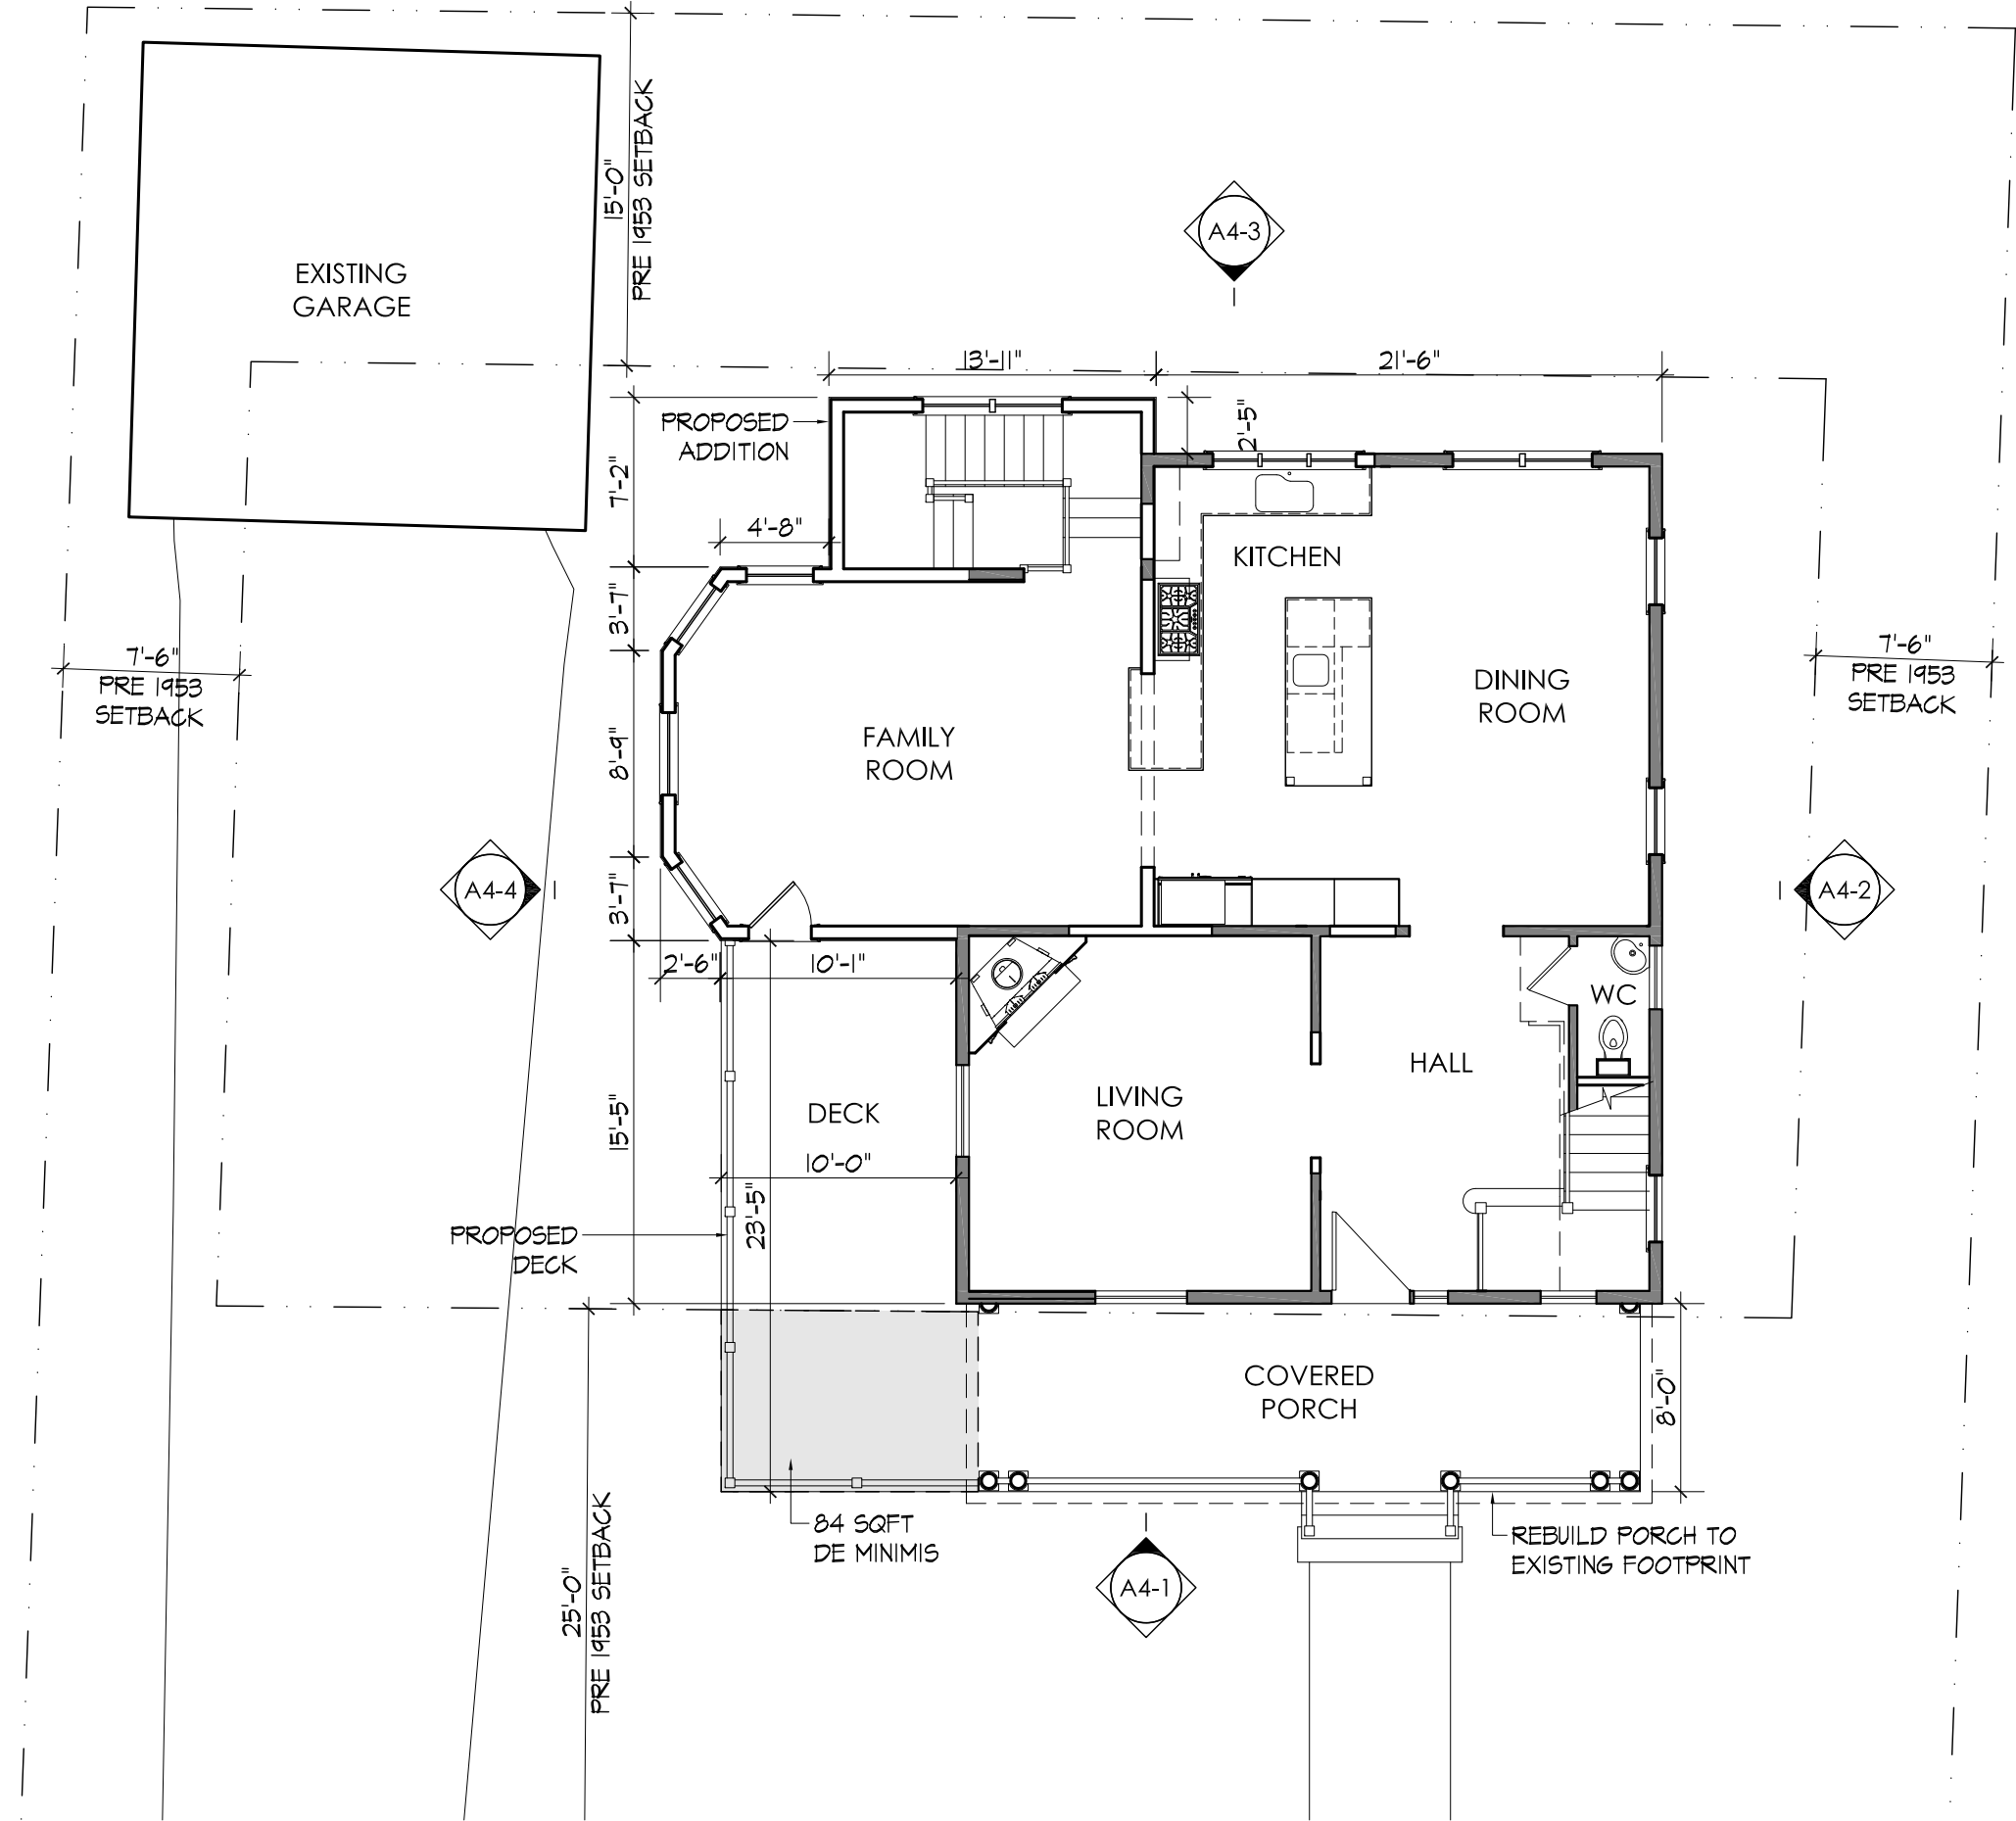 15'-0"
PRE 1953 SETBACK
EXISTING
GARAGE
A4-3
13'-11"
21'-6"
PROPOSED
ADDITION
2'-5"
7'-2"
4'-8"
KITCHEN
3'-7"
7'-6"
PRE 1953
SETBACK
7'-6"
PRE 1953
SETBACK
DINING
ROOM
FAMILY
ROOM
8'-9"
A4-4
A4-2
3'-7"
2'-6"
10'-1"
WC
HALL
LIVING
ROOM
DECK
15'-5"
10'-0"
23'-5"
PROPOSED
DECK
COVERED
PORCH
8'-0"
84 SQFT
DE MINIMIS
REBUILD PORCH TO
EXISTING FOOTPRINT
A4-1
25'-0"
PRE 1953 SETBACK